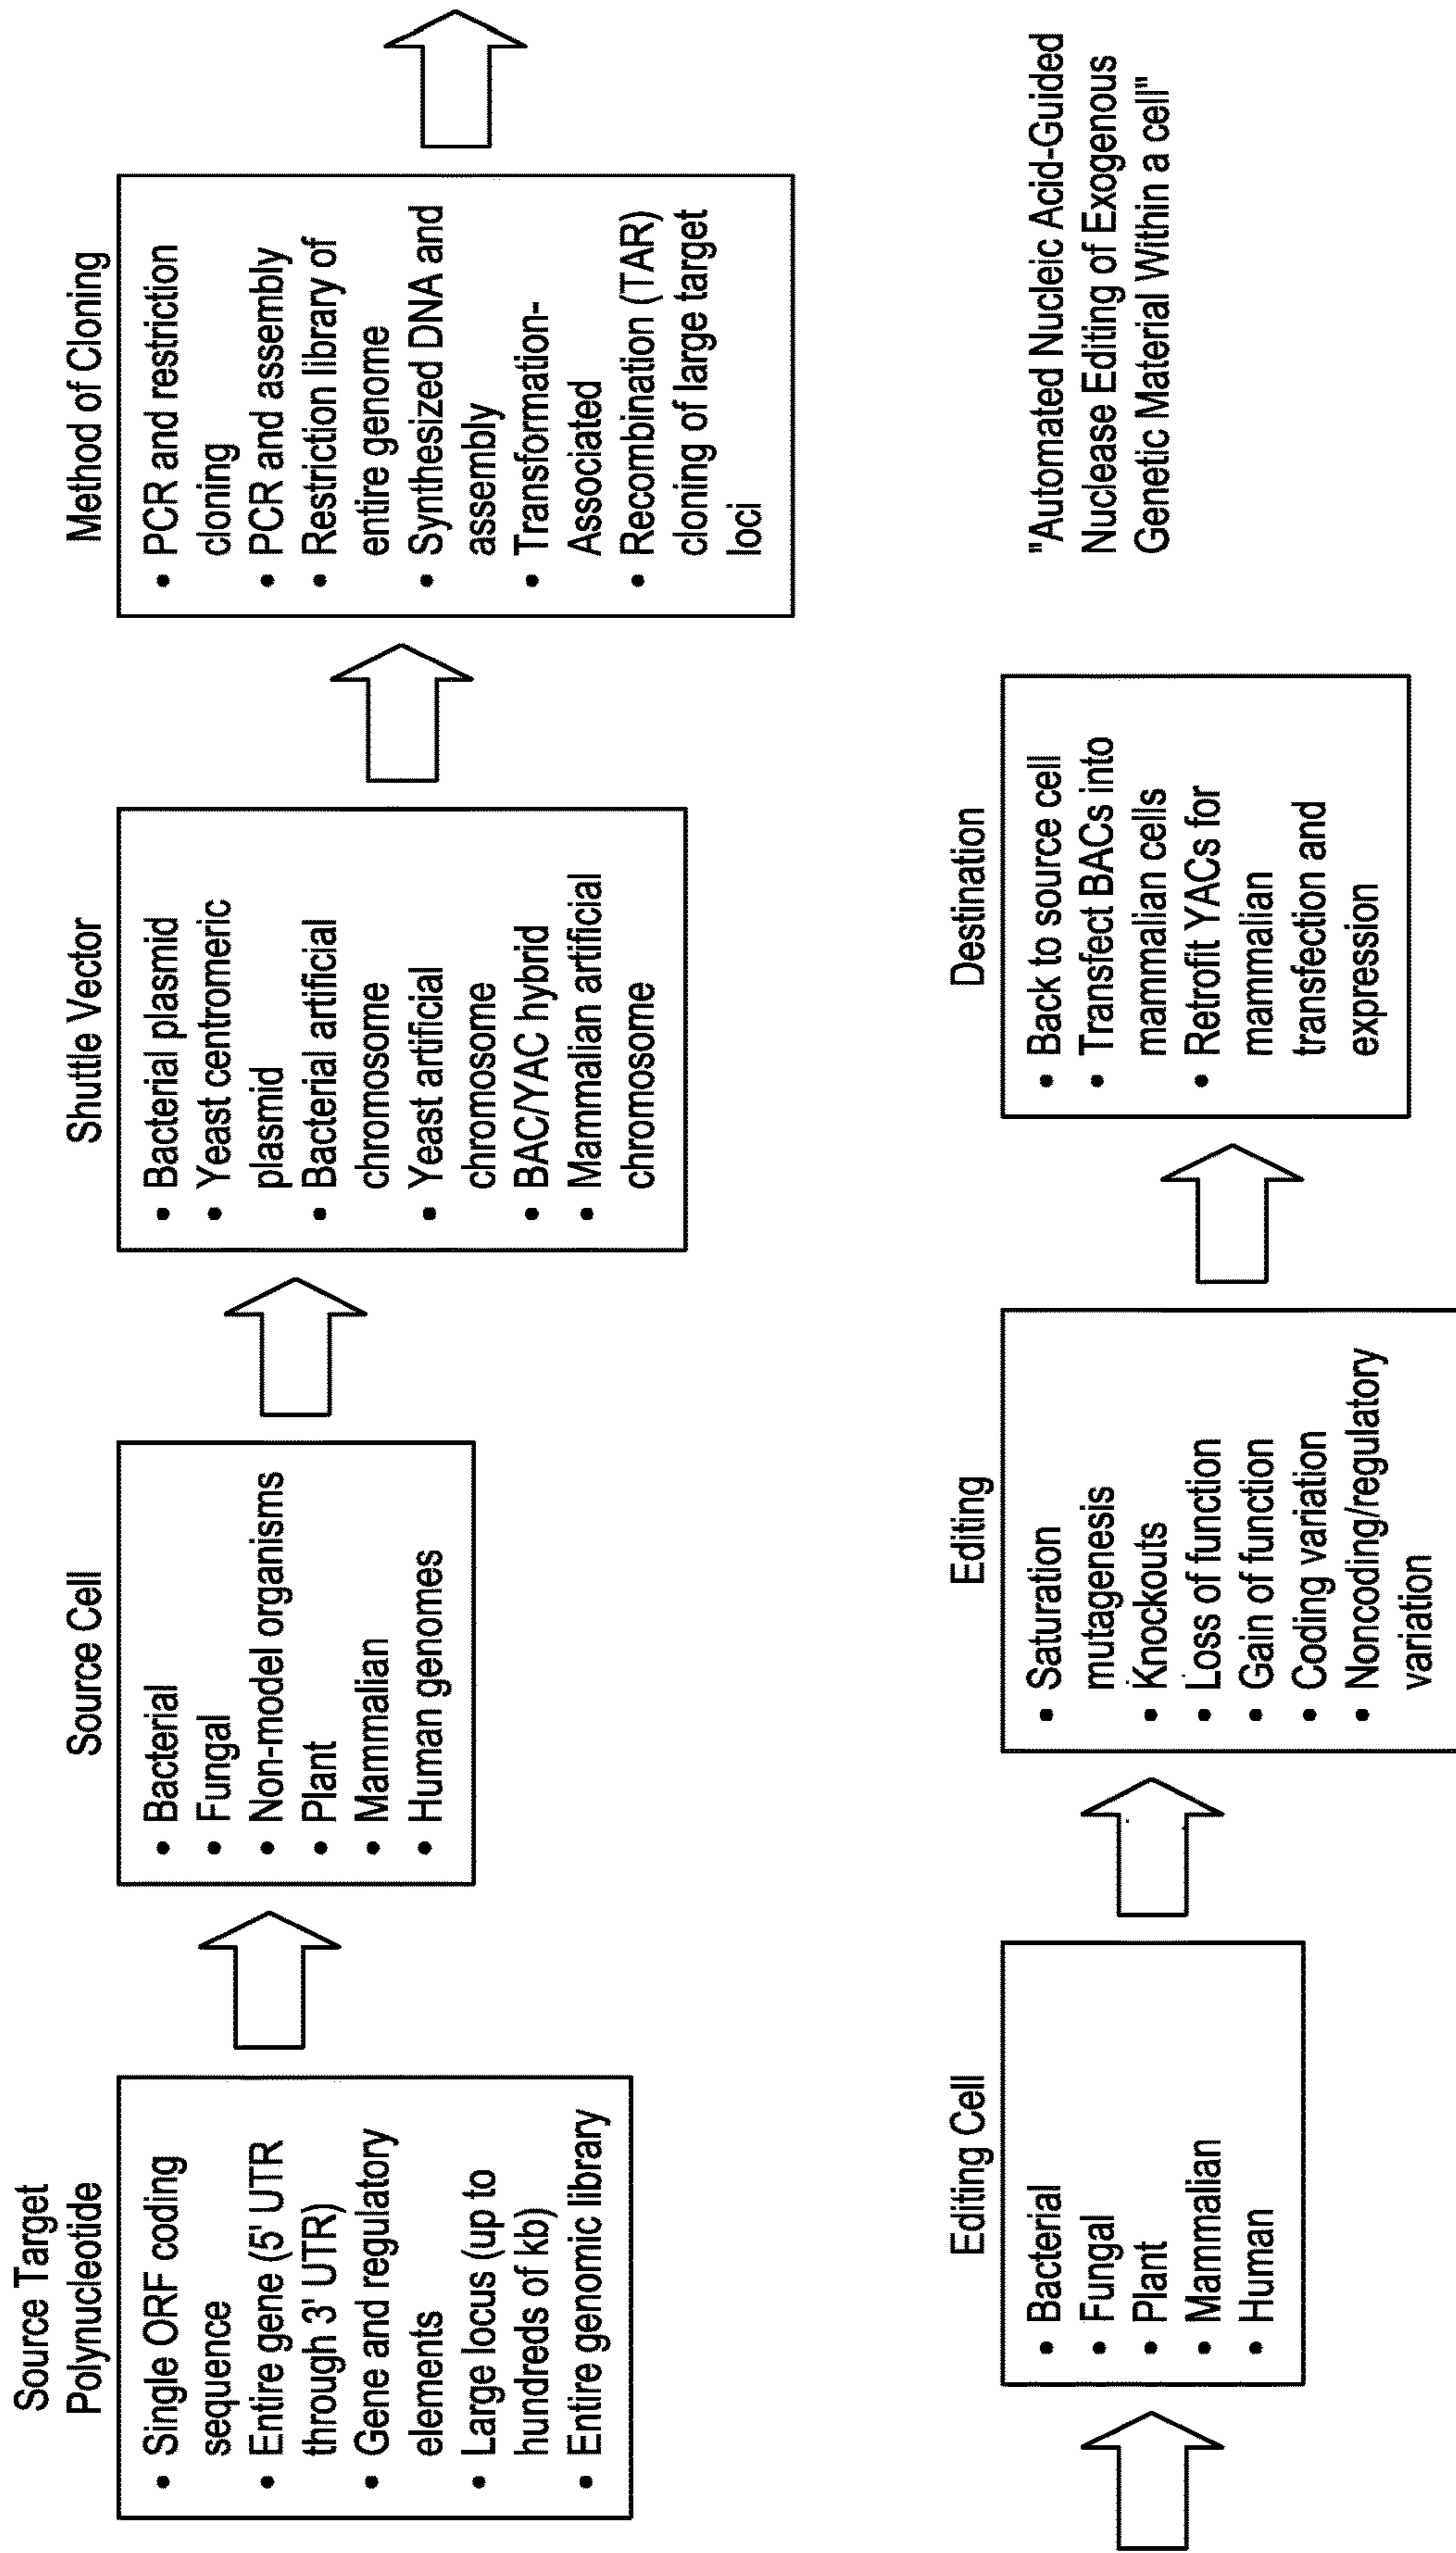 Source Target
Polynucleotide
• Single ORF coding
sequence
• Entire gene (5' UTR
through 3' UTR)
• Gene and regulatory
elements
• Large locus (up to
hundreds of kb)
• Entire genomic library
Source Cell
• Bacterial
• Fungal
• Non-model organisms
• Plant
• Mammalian
• Human genomes
Shuttle Vector
• Bacterial plasmid
• Yeast centromeric
plasmid
• Bacterial artificial
chromosome
• Yeast artificial
chromosome
• BAC/YAC hybrid
• Mammalian artificial
chromosome
Method of Cloning
• PCR and restriction
cloning
• PCR and assembly
• Restriction library of
entire genome
• Synthesized DNA and
assembly
• Transformation-
Associated
• Recombination (TAR)
cloning of large target
loci
Editing Cell
• Bacterial
• Fungal
• Plant
• Mammalian
• Human
Editing
• Saturation
mutagenesis
• Knockouts
• Loss of function
• Gain of function
• Coding variation
• Noncoding/regulatory
variation
Destination
• Back to source cell
• Transfect BACs into
mammalian cells
• Retrofit YACs for
mammalian
transfection and
expression
"Automated Nucleic Acid-Guided
Nuclease Editing of Exogenous
Genetic Material Within a cell"